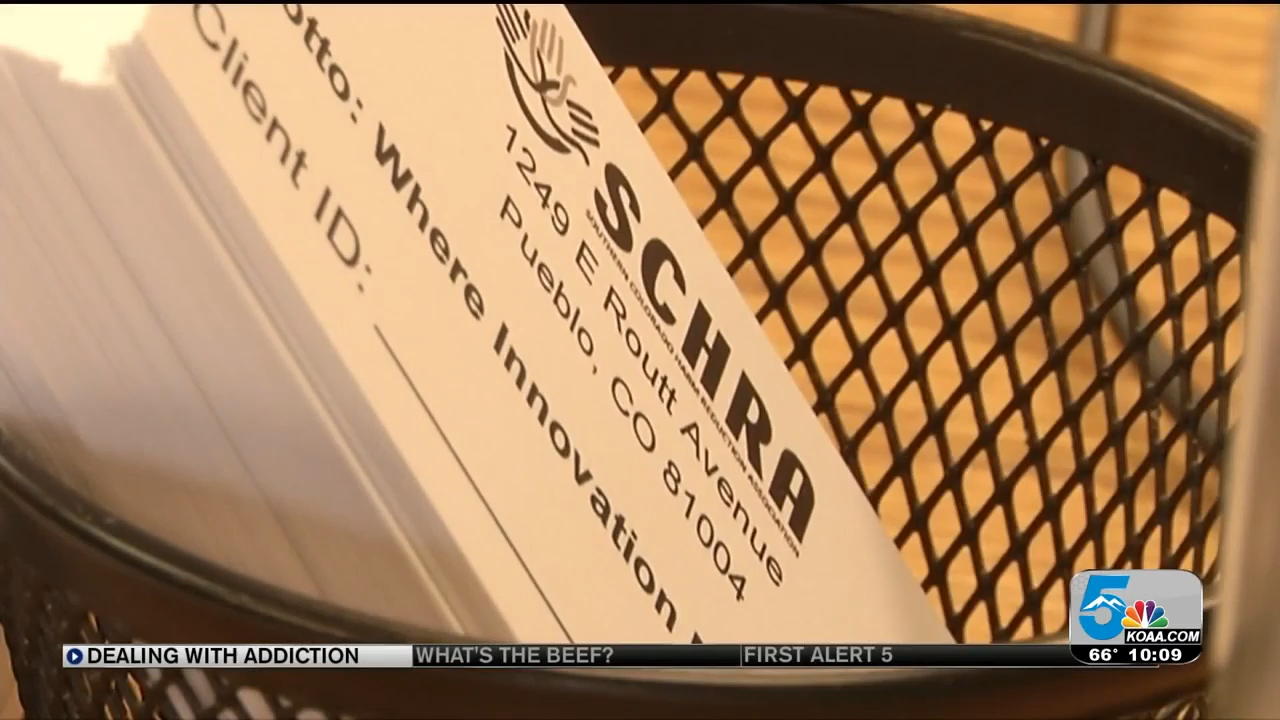 SCHRA
SOUTHERN COLORADO HARM REDUCTION ASSOCIATION
1249 E Routt Avenue
Pueblo, CO 81004
otto: Where Innovation
Client ID:
5
KOAA.COM
66° 10:09
DEALING WITH ADDICTION
WHAT'S THE BEEF?
FIRST ALERT 5